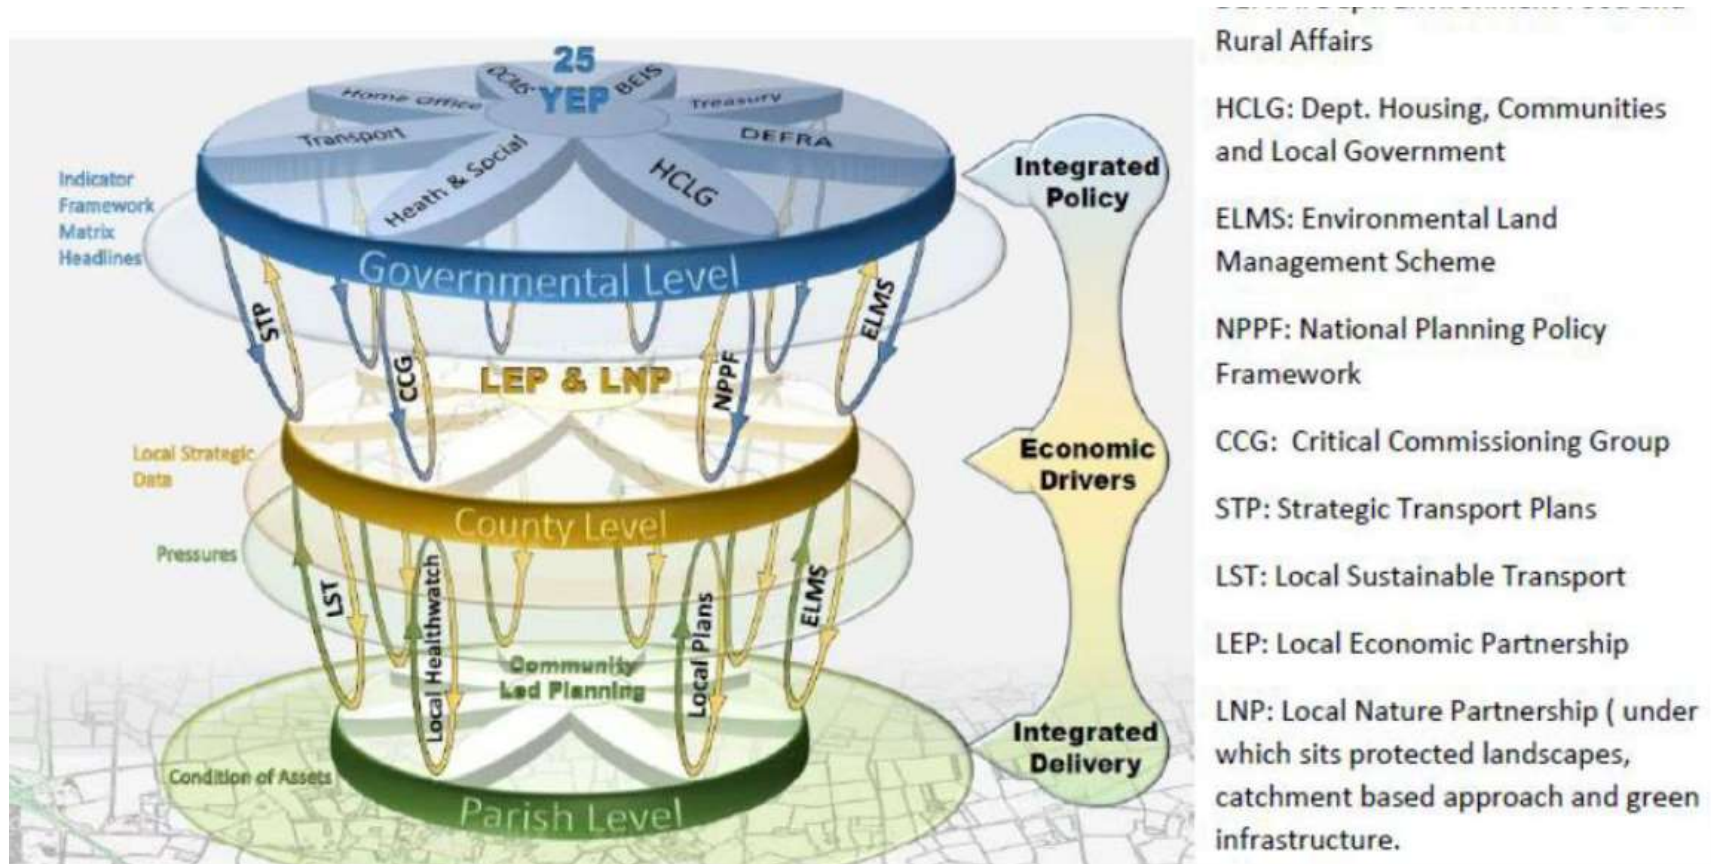 25
YEP
DCMS
BEIS
Home Office
Treasury
Transport
DEFRA
Heath & Social
HCLG
Indicator
Framework
Matrix
Headlines
Governmental Level
STP
CCG
NPPF
ELMS
LEP & LNP
Local Strategic
Data
County Level
Pressures
LST
Local Healthwatch
Local Plans
ELMS
Community
Led Planning
Condition of Assets
Parish Level
Integrated
Policy
Economic
Drivers
Integrated
Delivery
Rural Affairs
HCLG: Dept. Housing, Communities
and Local Government
ELMS: Environmental Land
Management Scheme
NPPF: National Planning Policy
Framework
CCG: Critical Commissioning Group
STP: Strategic Transport Plans
LST: Local Sustainable Transport
LEP: Local Economic Partnership
LNP: Local Nature Partnership ( under
which sits protected landscapes,
catchment based approach and green
infrastructure.